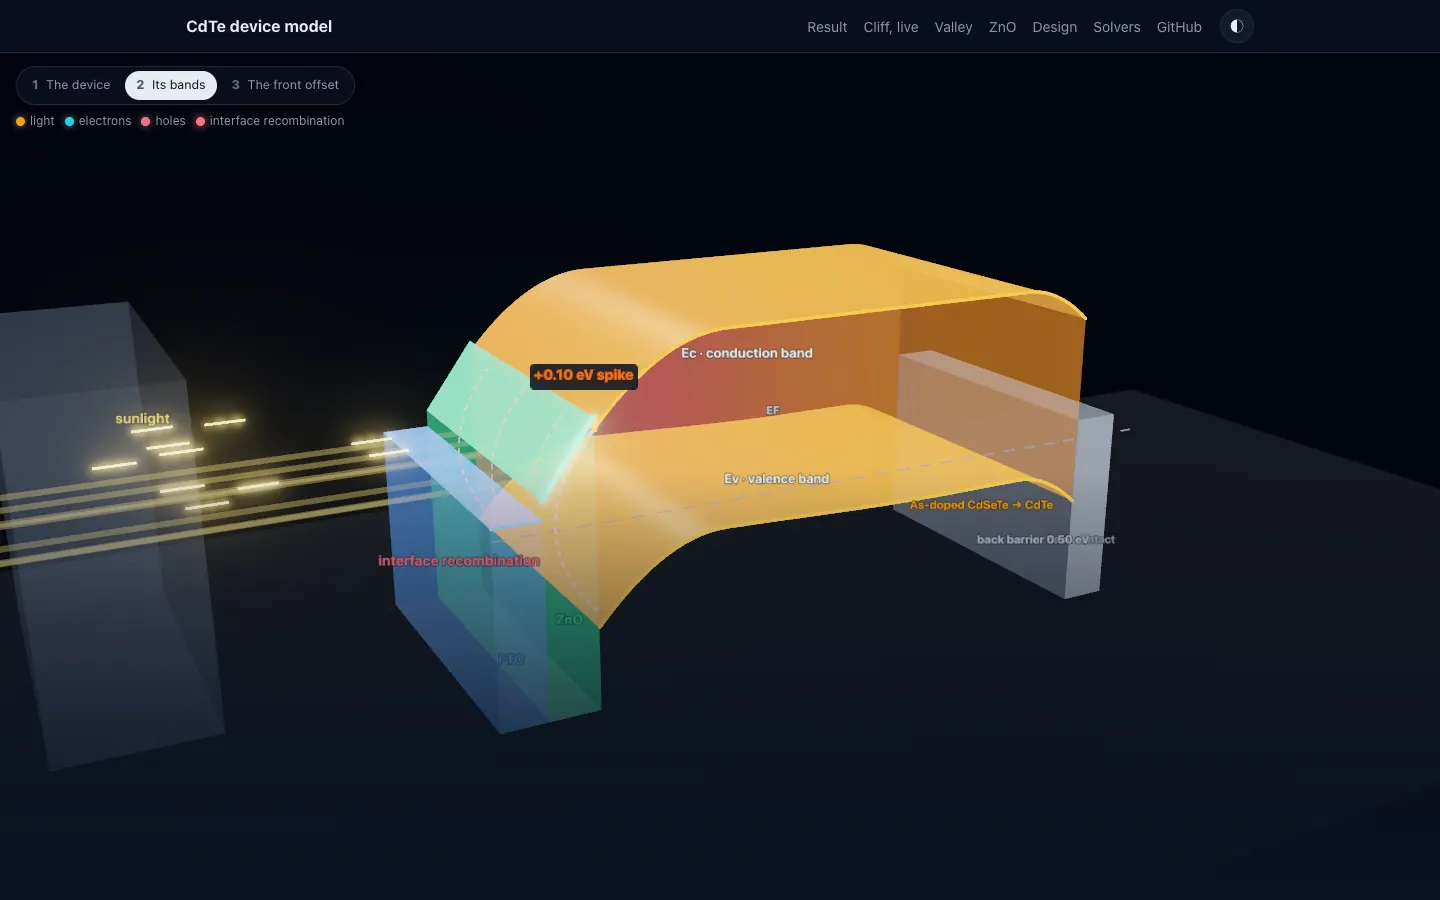 CdTe device model
Result Cliff, live Valley ZnO Design Solvers GitHub
1 The device 2 Its bands 3 The front offset
light electrons holes interface recombination
Ec · conduction band
+0.10 eV spike
EF
sunlight
Ev · valence band
As-doped CdSeTe → CdTe
back barrier 0.50 eV
interface recombination
ZnO
FTO